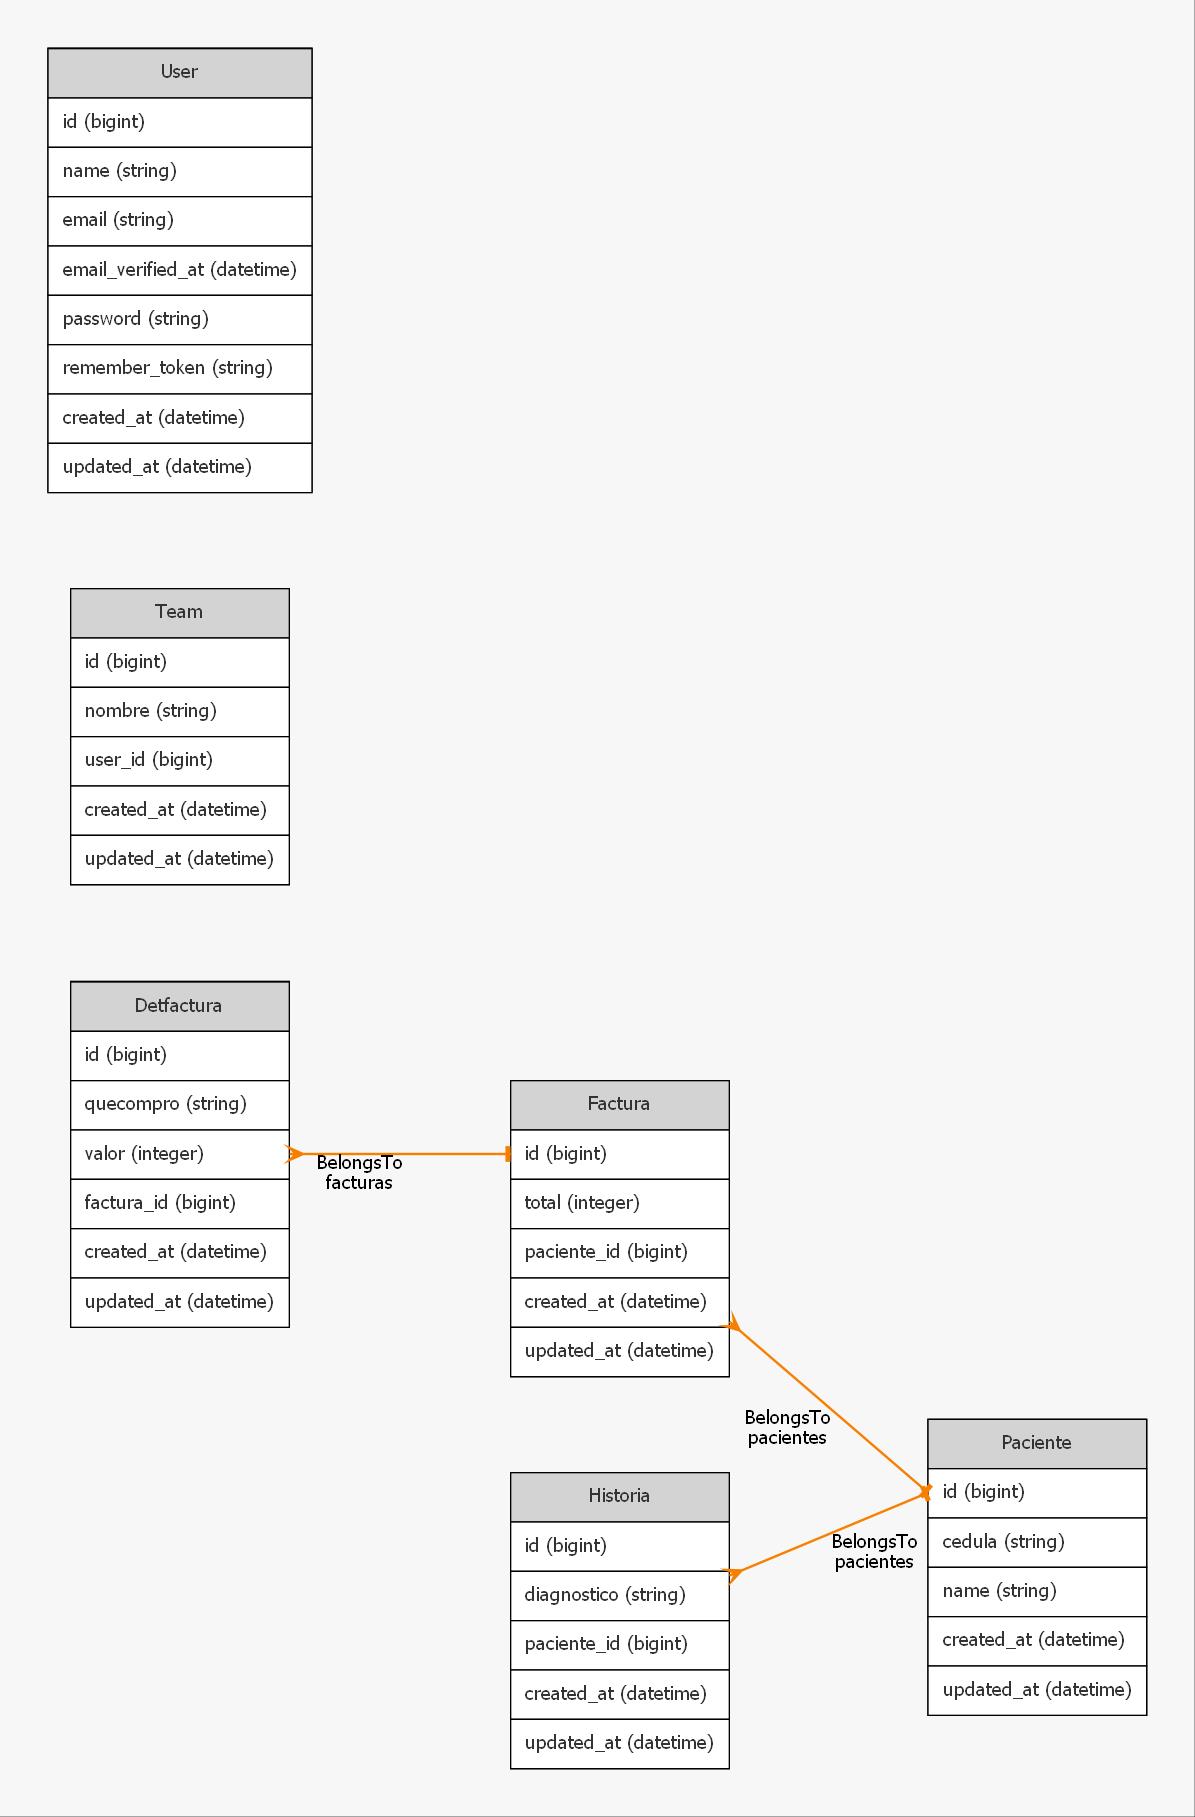 User
id (bigint)
name (string)
email (string)
email_verified_at (datetime)
password (string)
remember_token (string)
created_at (datetime)
updated_at (datetime)
Team
id (bigint)
nombre (string)
user_id (bigint)
created_at (datetime)
updated_at (datetime)
Detfactura
id (bigint)
quecompro (string)
valor (integer)
factura_id (bigint)
created_at (datetime)
updated_at (datetime)
BelongsTo
facturas
Factura
id (bigint)
total (integer)
paciente_id (bigint)
created_at (datetime)
updated_at (datetime)
BelongsTo
pacientes
Historia
id (bigint)
diagnostico (string)
paciente_id (bigint)
created_at (datetime)
updated_at (datetime)
BelongsTo
pacientes
Paciente
id (bigint)
cedula (string)
name (string)
created_at (datetime)
updated_at (datetime)